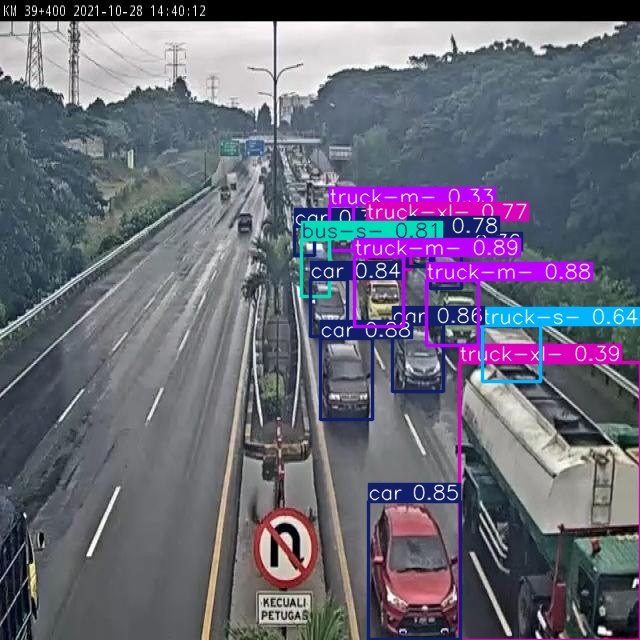 KM 39+400 2021-10-28 14:40:12
truck-m- 0.33
truck-xl- 0.77
car 0.
0.78
bus-s- 0.81
truck-m- 0.89
car 0.84
truck-m- 0.88
car 0.86
truck-s- 0.64
car 0.88
truck-xl- 0.39
car 0.85
KECUALI
PETUGAS